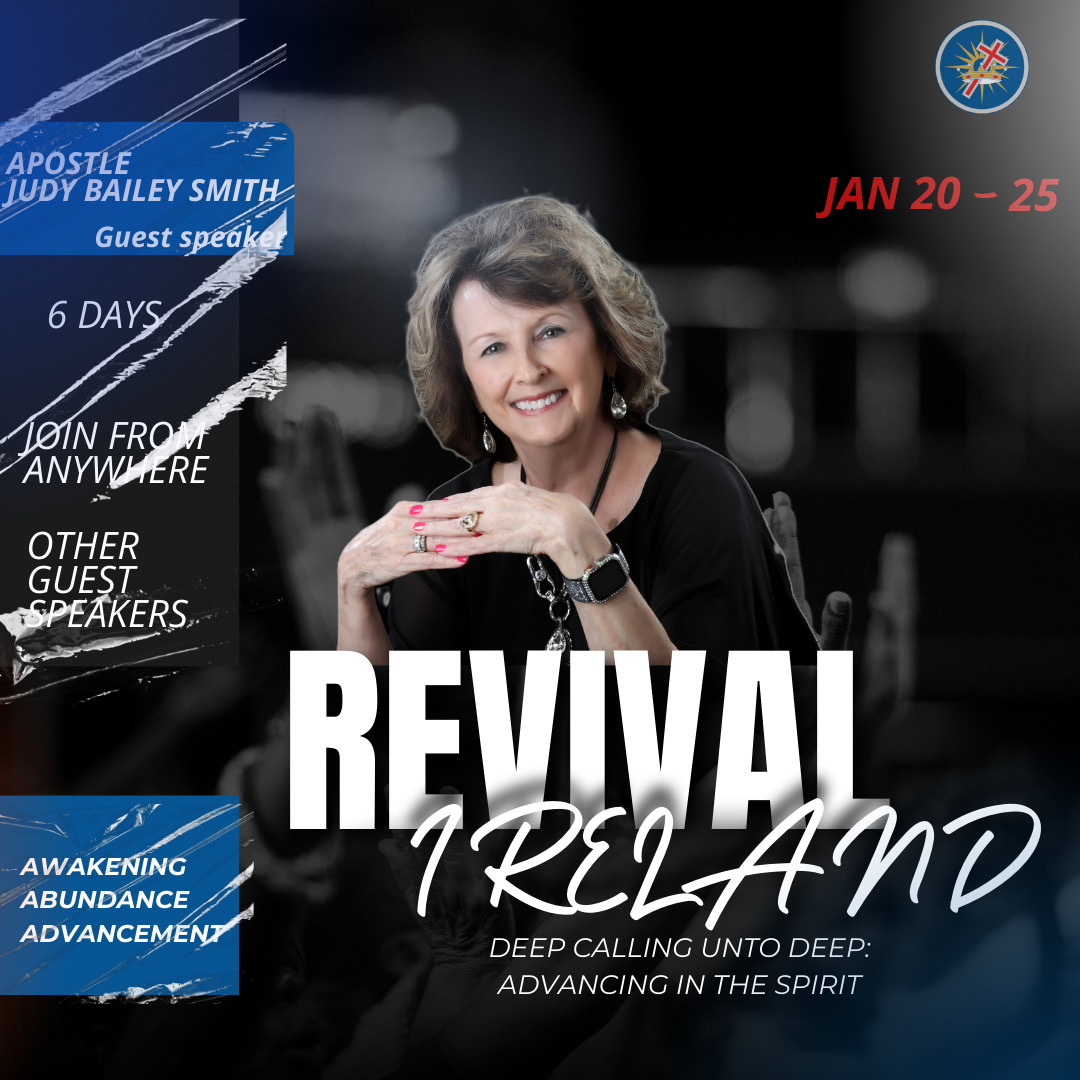 APOSTLE
JUDY BAILEY SMITH
Guest speaker
JAN 20 – 25
6 DAYS
JOIN FROM
ANYWHERE
OTHER
GUEST
SPEAKERS
REVIVAL
IRELAND
AWAKENING
ABUNDANCE
ADVANCEMENT
DEEP CALLING UNTO DEEP:
ADVANCING IN THE SPIRIT